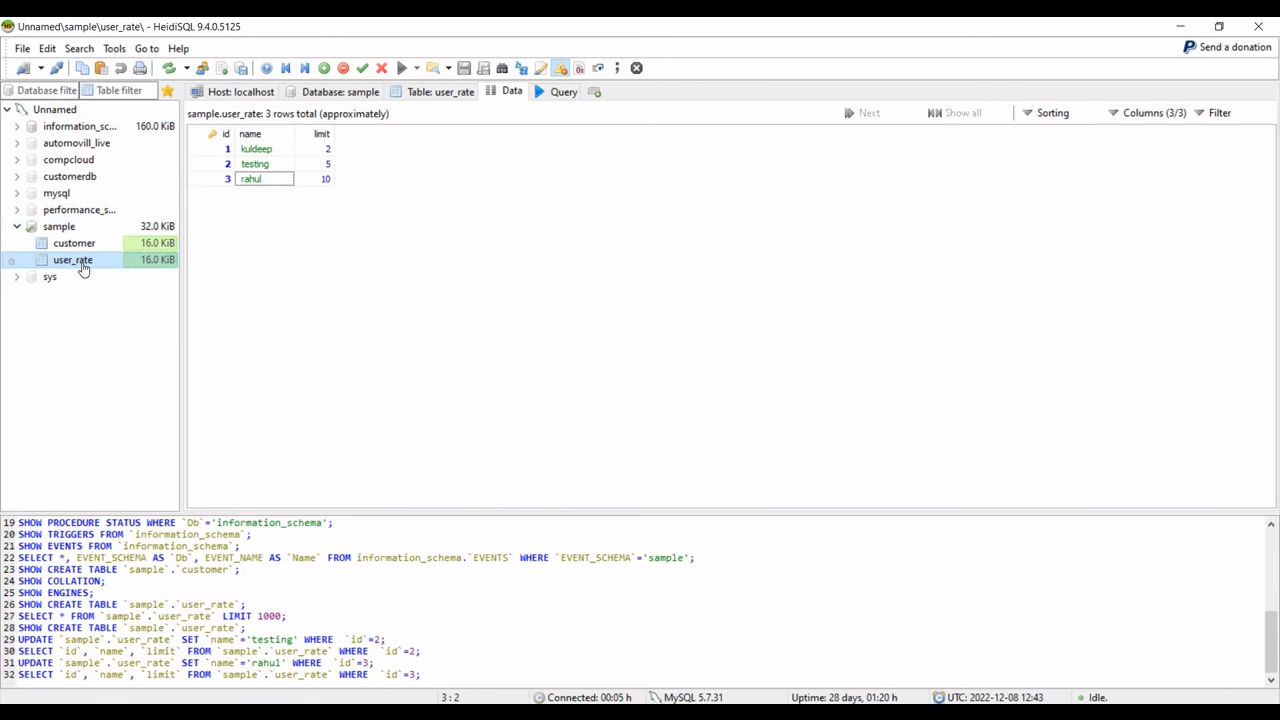 Unnamed\sample\user_rate\ - HeidiSQL 9.4.0.5125
File Edit Search Tools Go to Help
Send a donation
Database filte Table filter Host: localhost Database: sample Table: user_rate Data Query
Unnamed
information_sc... 160.0 KiB
automovill_live
compcloud
customerdb
mysql
performance_s...
sample 32.0 KiB
customer 16.0 KiB
user_rate 16.0 KiB
sys
sample.user_rate: 3 rows total (approximately) Next Show all Sorting Columns (3/3) Filter
id name limit
1 kuldeep 2
2 testing 5
3 rahul 10
19 SHOW PROCEDURE STATUS WHERE `Db`='information_schema';
20 SHOW TRIGGERS FROM `information_schema`;
21 SHOW EVENTS FROM `information_schema`;
22 SELECT *, EVENT_SCHEMA AS `Db`, EVENT_NAME AS `Name` FROM information_schema.`EVENTS` WHERE `EVENT_SCHEMA`='sample';
23 SHOW CREATE TABLE `sample`.`customer`;
24 SHOW COLLATION;
25 SHOW ENGINES;
26 SHOW CREATE TABLE `sample`.`user_rate`;
27 SELECT * FROM `sample`.`user_rate` LIMIT 1000;
28 SHOW CREATE TABLE `sample`.`user_rate`;
29 UPDATE `sample`.`user_rate` SET `name`='testing' WHERE `id`=2;
30 SELECT `id`, `name`, `limit` FROM `sample`.`user_rate` WHERE `id`=2;
31 UPDATE `sample`.`user_rate` SET `name`='rahul' WHERE `id`=3;
32 SELECT `id`, `name`, `limit` FROM `sample`.`user_rate` WHERE `id`=3;
3 : 2 Connected: 00:05 h MySQL 5.7.31 Uptime: 28 days, 01:20 h UTC: 2022-12-08 12:43 Idle.